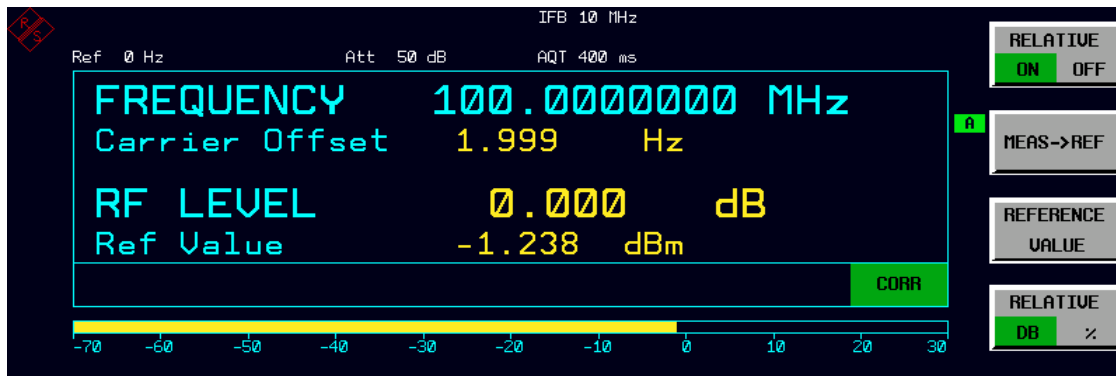 R
S
IFB 10 MHz
Ref 0 Hz Att 50 dB AQT 400 ms
FREQUENCY 100.0000000 MHz
Carrier Offset 1.999 Hz
RF LEVEL 0.000 dB
Ref Value -1.238 dBm
CORR
-70 -60 -50 -40 -30 -20 -10 0 10 20 30
A
RELATIVE
ON OFF
MEAS->REF
REFERENCE
VALUE
RELATIVE
DB %